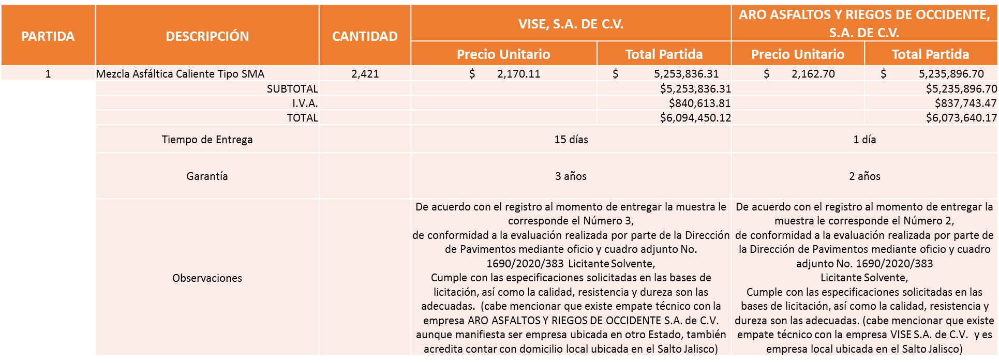 PARTIDA
DESCRIPCIÓN
CANTIDAD
VISE, S.A. DE C.V.
ARO ASFALTOS Y RIEGOS DE OCCIDENTE,
S.A. DE C.V.
Precio Unitario Total Partida Precio Unitario Total Partida
1 Mezcla Asfáltica Caliente Tipo SMA 2,421 $ 2,170.11 $ 5,253,836.31 $ 2,162.70 $ 5,235,896.70
SUBTOTAL $5,253,836.31 $5,235,896.70
I.V.A. $840,613.81 $837,743.47
TOTAL $6,094,450.12 $6,073,640.17
Tiempo de Entrega 15 días 1 día
Garantía 3 años 2 años
Observaciones
De acuerdo con el registro al momento de entregar la muestra le
corresponde el Número 3,
de conformidad a la evaluación realizada por parte de la Dirección
de Pavimentos mediante oficio y cuadro adjunto No.
1690/2020/383 Licitante Solvente,
Cumple con las especificaciones solicitadas en las bases de
licitación, así como la calidad, resistencia y dureza son las
adecuadas. (cabe mencionar que existe empate técnico con la
empresa ARO ASFALTOS Y RIEGOS DE OCCIDENTE S.A. de C.V.
aunque manifiesta ser empresa ubicada en otro Estado, también
acredita contar con domicilio local ubicada en el Salto Jalisco)
De acuerdo con el registro al momento de entregar la
muestra le corresponde el Número 2,
de conformidad a la evaluación realizada por parte de
la Dirección de Pavimentos mediante oficio y cuadro
adjunto No. 1690/2020/383
Licitante Solvente,
Cumple con las especificaciones solicitadas en las
bases de licitación, así como la calidad, resistencia y
dureza son las adecuadas. (cabe mencionar que existe
empate técnico con la empresa VISE S.A. de C.V. y es
empresa local ubicada en el Salto Jalisco)